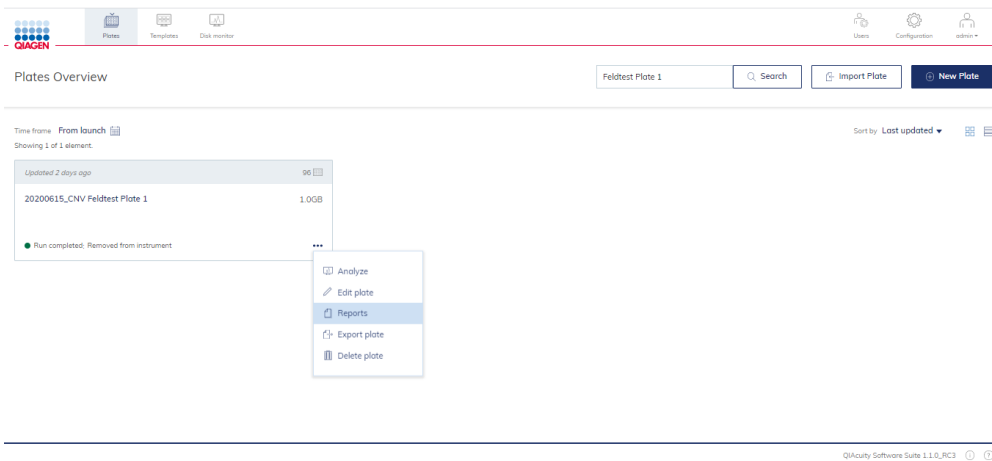 QIAGEN
Plates
Templates
Disk monitor
Users
Configuration
admin
Plates Overview
Feldtest Plate 1
Search
Import Plate
New Plate
Time frame From launch
Showing 1 of 1 element.
Sort by Last updated
Updated 2 days ago
96
20200615_CNV Feldtest Plate 1
1.0GB
Run completed; Removed from instrument
Analyze
Edit plate
Reports
Export plate
Delete plate
QIAcuity Software Suite 1.1.0_RC3